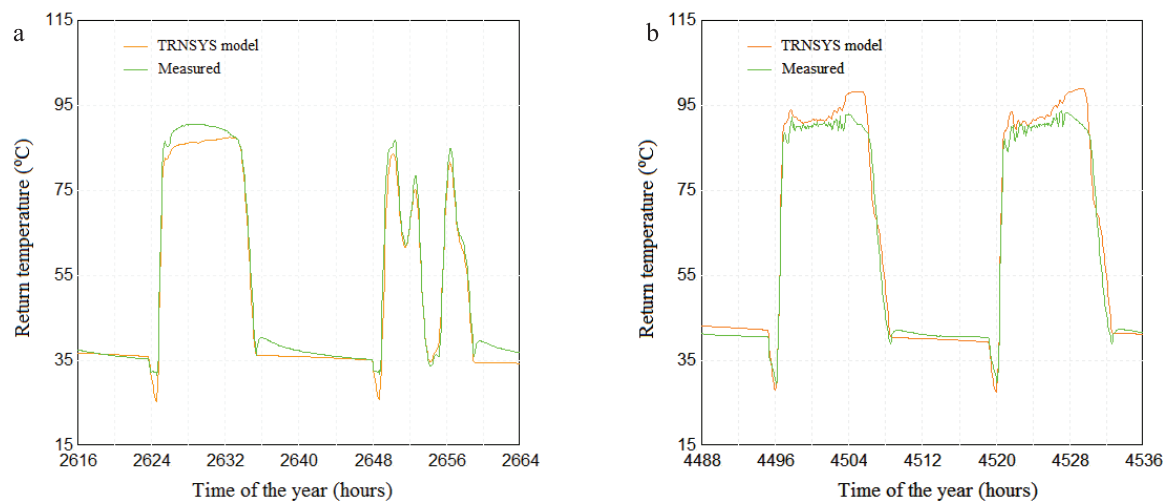 a
115
TRNSYS model
Measured
95
75
55
35
15
Return temperature (ºC)
2616 2624 2632 2640 2648 2656 2664
Time of the year (hours)
b
115
TRNSYS model
Measured
95
75
55
35
15
Return temperature (ºC)
4488 4496 4504 4512 4520 4528 4536
Time of the year (hours)